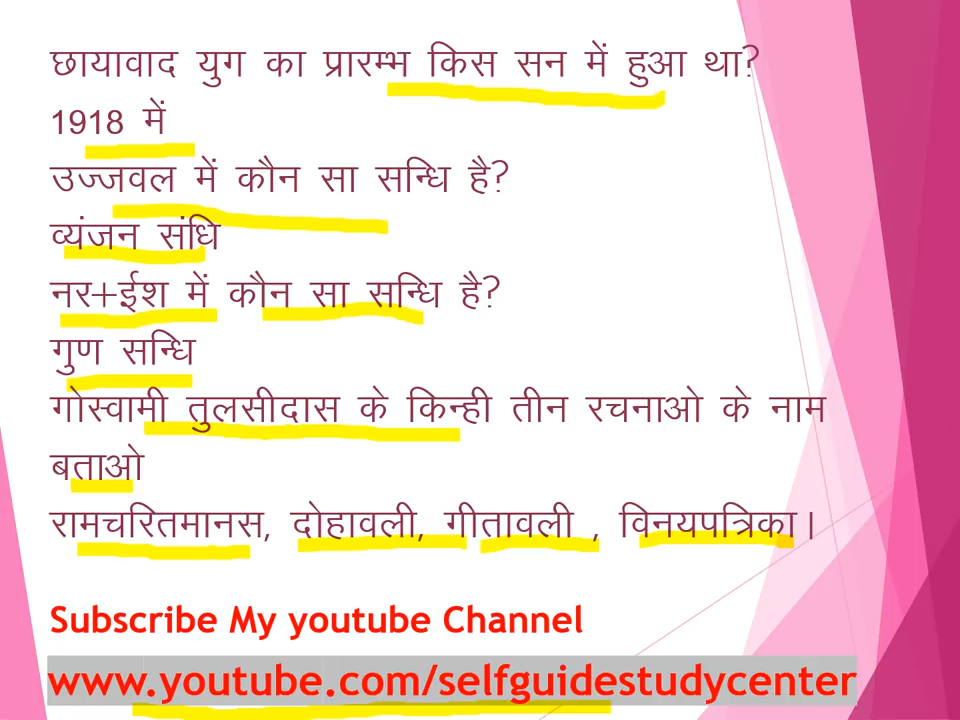 छायावाद युग का प्रारम्भ किस सन में हुआ था?
1918 में
उज्जवल में कौन सा सन्धि है?
व्यंजन संधि
नर+ईश में कौन सा सन्धि है?
गुण सन्धि
गोस्वामी तुलसीदास के किन्ही तीन रचनाओ के नाम
बताओ
रामचरितमानस, दोहावली, गीतावली , विनयपत्रिका।
Subscribe My youtube Channel
www.youtube.com/selfguidestudycenter